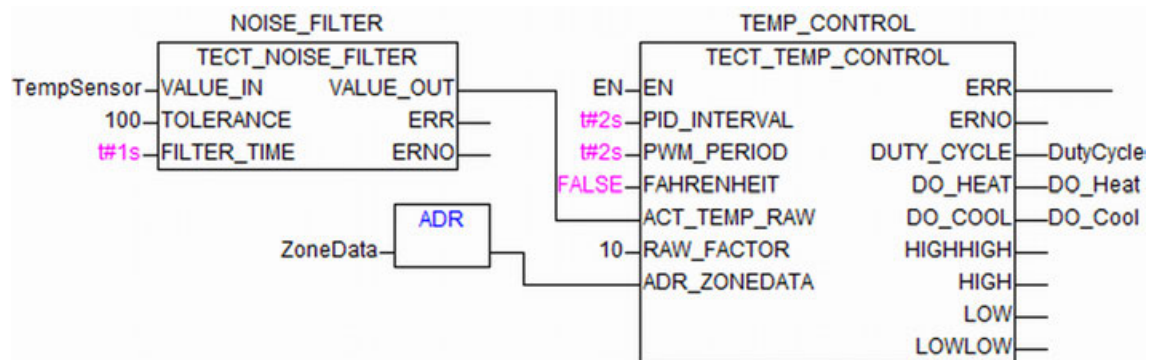 NOISE_FILTER TEMP_CONTROL
TECT_NOISE_FILTER TECT_TEMP_CONTROL
TempSensor VALUE_IN VALUE_OUT EN EN ERR
100 TOLERANCE ERR t#2s PID_INTERVAL ERNO
t#1s FILTER_TIME ERNO t#2s PWM_PERIOD DUTY_CYCLE DutyCycle
FALSE FAHRENHEIT DO_HEAT DO_Heat
ADR ACT_TEMP_RAW DO_COOL DO_Cool
ZoneData 10 RAW_FACTOR HIGHHIGH
ADR_ZONEDATA HIGH
LOW
LOWLOW